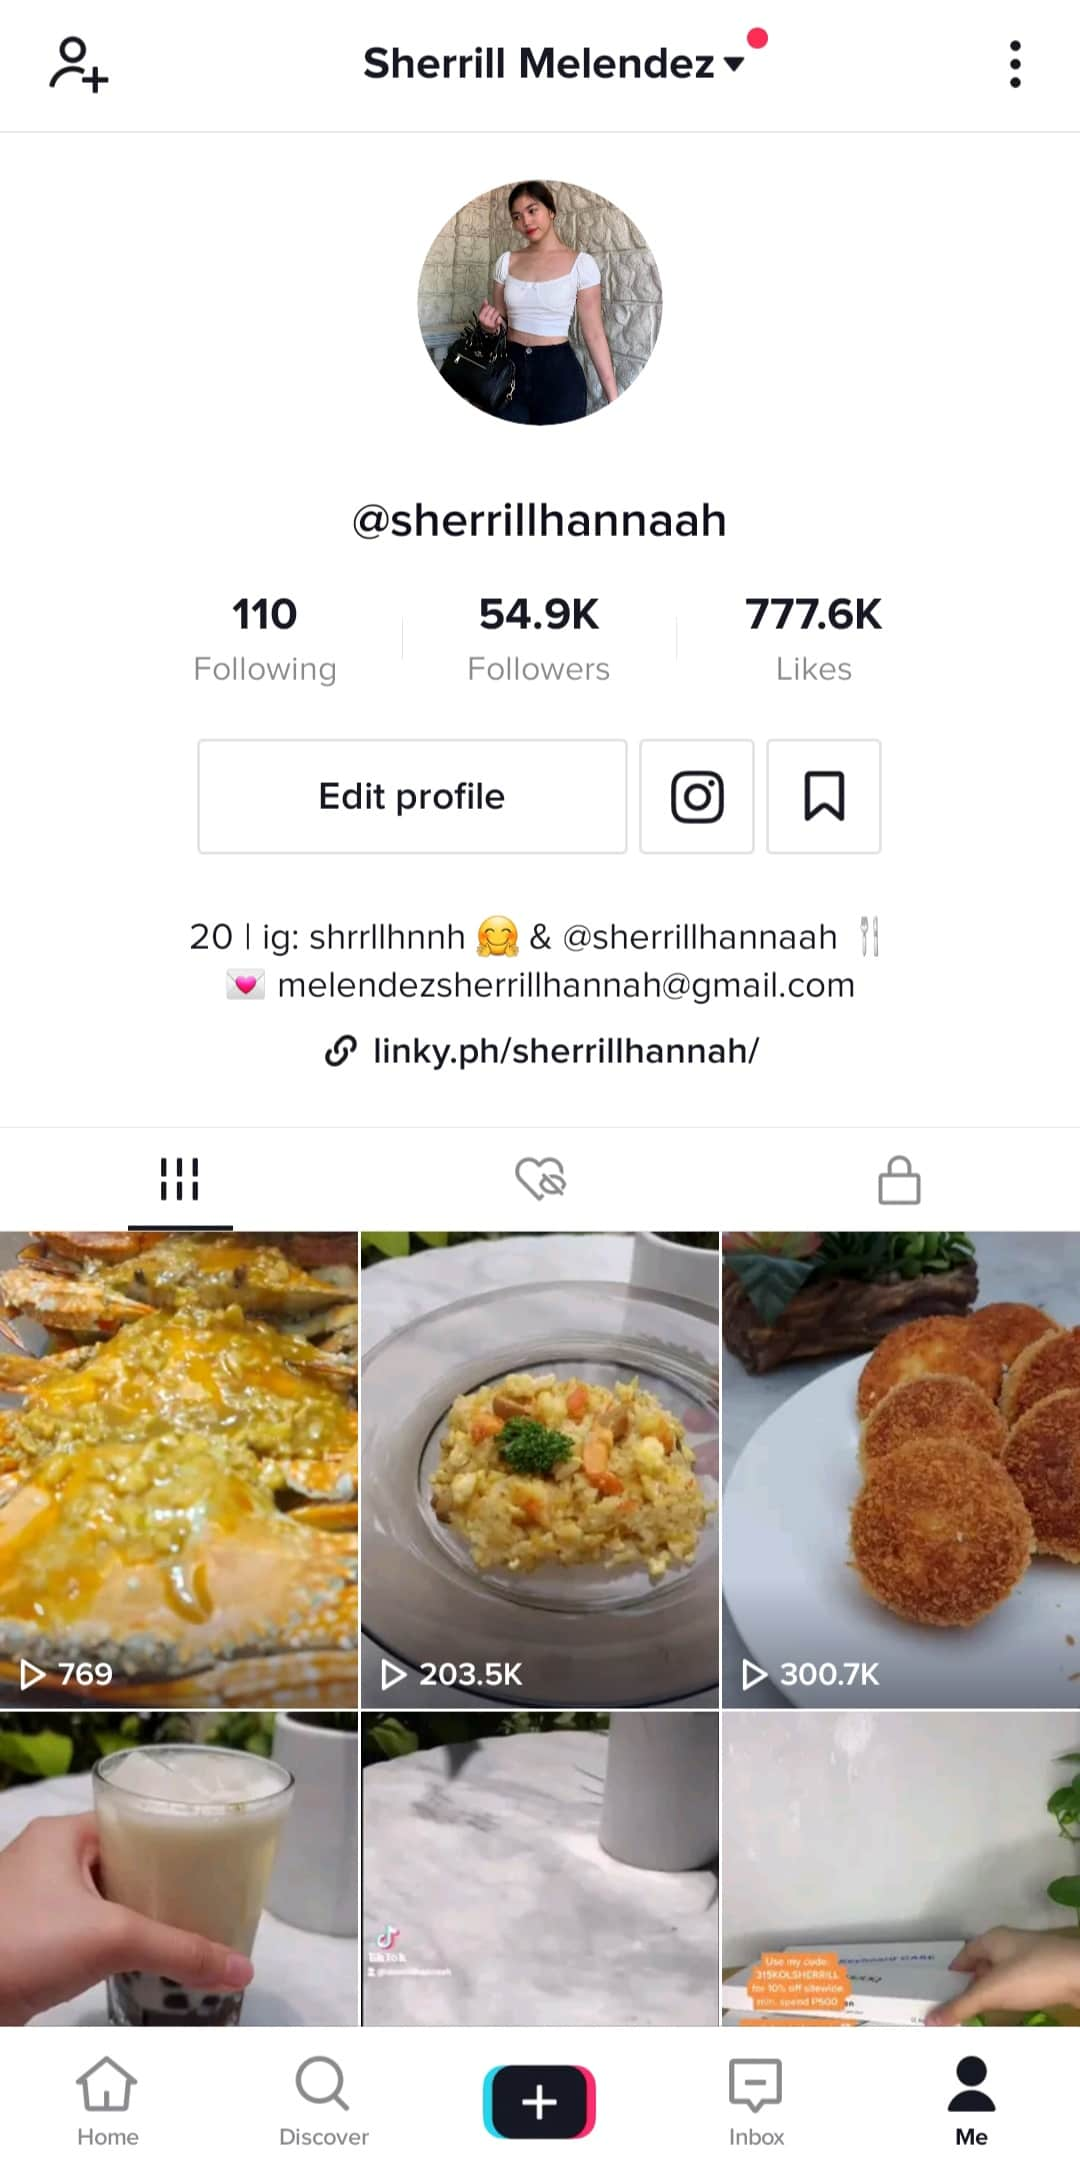 Sherrill Melendez
@sherrillhannaah
110 54.9K 777.6K
Following Followers Likes
Edit profile
20 | ig: shrrllhnnh 🤗 & @sherrillhannaah 🍴
💌 melendezsherrillhannah@gmail.com
linky.ph/sherrillhannah/
769 203.5K 300.7K
TikTok
Use my code:
315KOLSHERRILL
for 10% off sitewide
min. spend P500
Home Discover Inbox Me